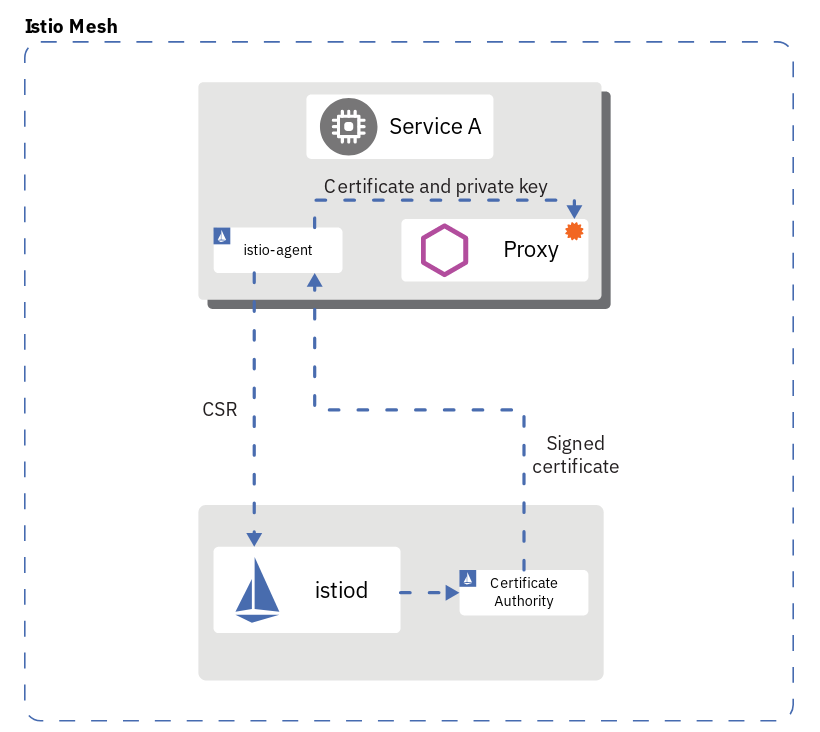 Istio Mesh
Service A
Certificate and private key
istio-agent
Proxy
CSR
Signed
certificate
istiod
Certificate
Authority